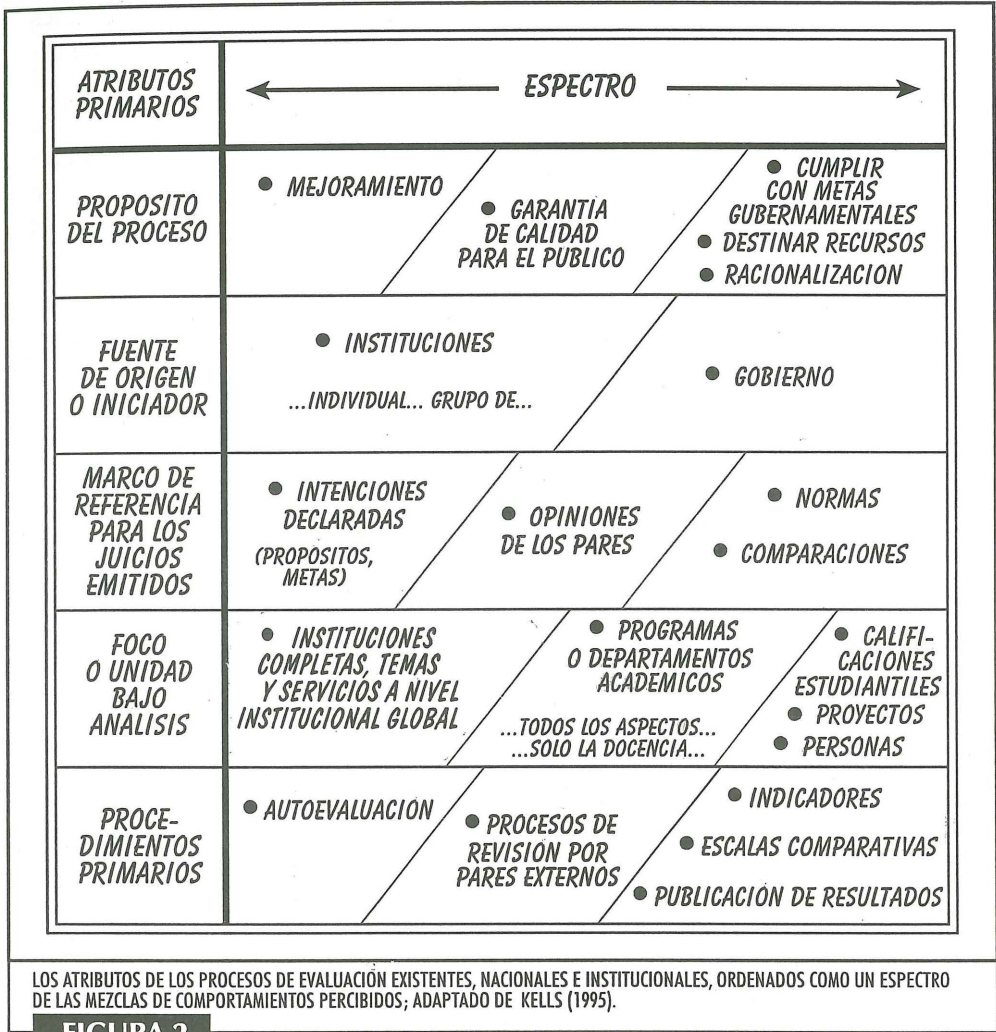 ATRIBUTOS
PRIMARIOS
ESPECTRO
PROPOSITO
DEL PROCESO
● MEJORAMIENTO
● GARANTIA
DE CALIDAD
PARA EL PUBLICO
● CUMPLIR
CON METAS
GUBERNAMENTALES
● DESTINAR RECURSOS
● RACIONALIZACION
FUENTE
DE ORIGEN
O INICIADOR
● INSTITUCIONES
...INDIVIDUAL... GRUPO DE...
● GOBIERNO
MARCO DE
REFERENCIA
PARA LOS
JUICIOS
EMITIDOS
● INTENCIONES
DECLARADAS
(PROPOSITOS,
METAS)
● OPINIONES
DE LOS PARES
● NORMAS
● COMPARACIONES
FOCO
O UNIDAD
BAJO
ANALISIS
● INSTITUCIONES
COMPLETAS, TEMAS
Y SERVICIOS A NIVEL
INSTITUCIONAL GLOBAL
● PROGRAMAS
O DEPARTAMENTOS
ACADEMICOS
...TODOS LOS ASPECTOS...
...SOLO LA DOCENCIA...
● CALIFI-
CACIONES
ESTUDIANTILES
● PROYECTOS
● PERSONAS
PROCE-
DIMIENTOS
PRIMARIOS
● AUTOEVALUACIÓN
● PROCESOS DE
REVISIÓN POR
PARES EXTERNOS
● INDICADORES
● ESCALAS COMPARATIVAS
● PUBLICACIÓN DE RESULTADOS
LOS ATRIBUTOS DE LOS PROCESOS DE EVALUACIÓN EXISTENTES, NACIONALES E INSTITUCIONALES, ORDENADOS COMO UN ESPECTRO
DE LAS MEZCLAS DE COMPORTAMIENTOS PERCIBIDOS; ADAPTADO DE KELLS (1995).
FIGURA 2